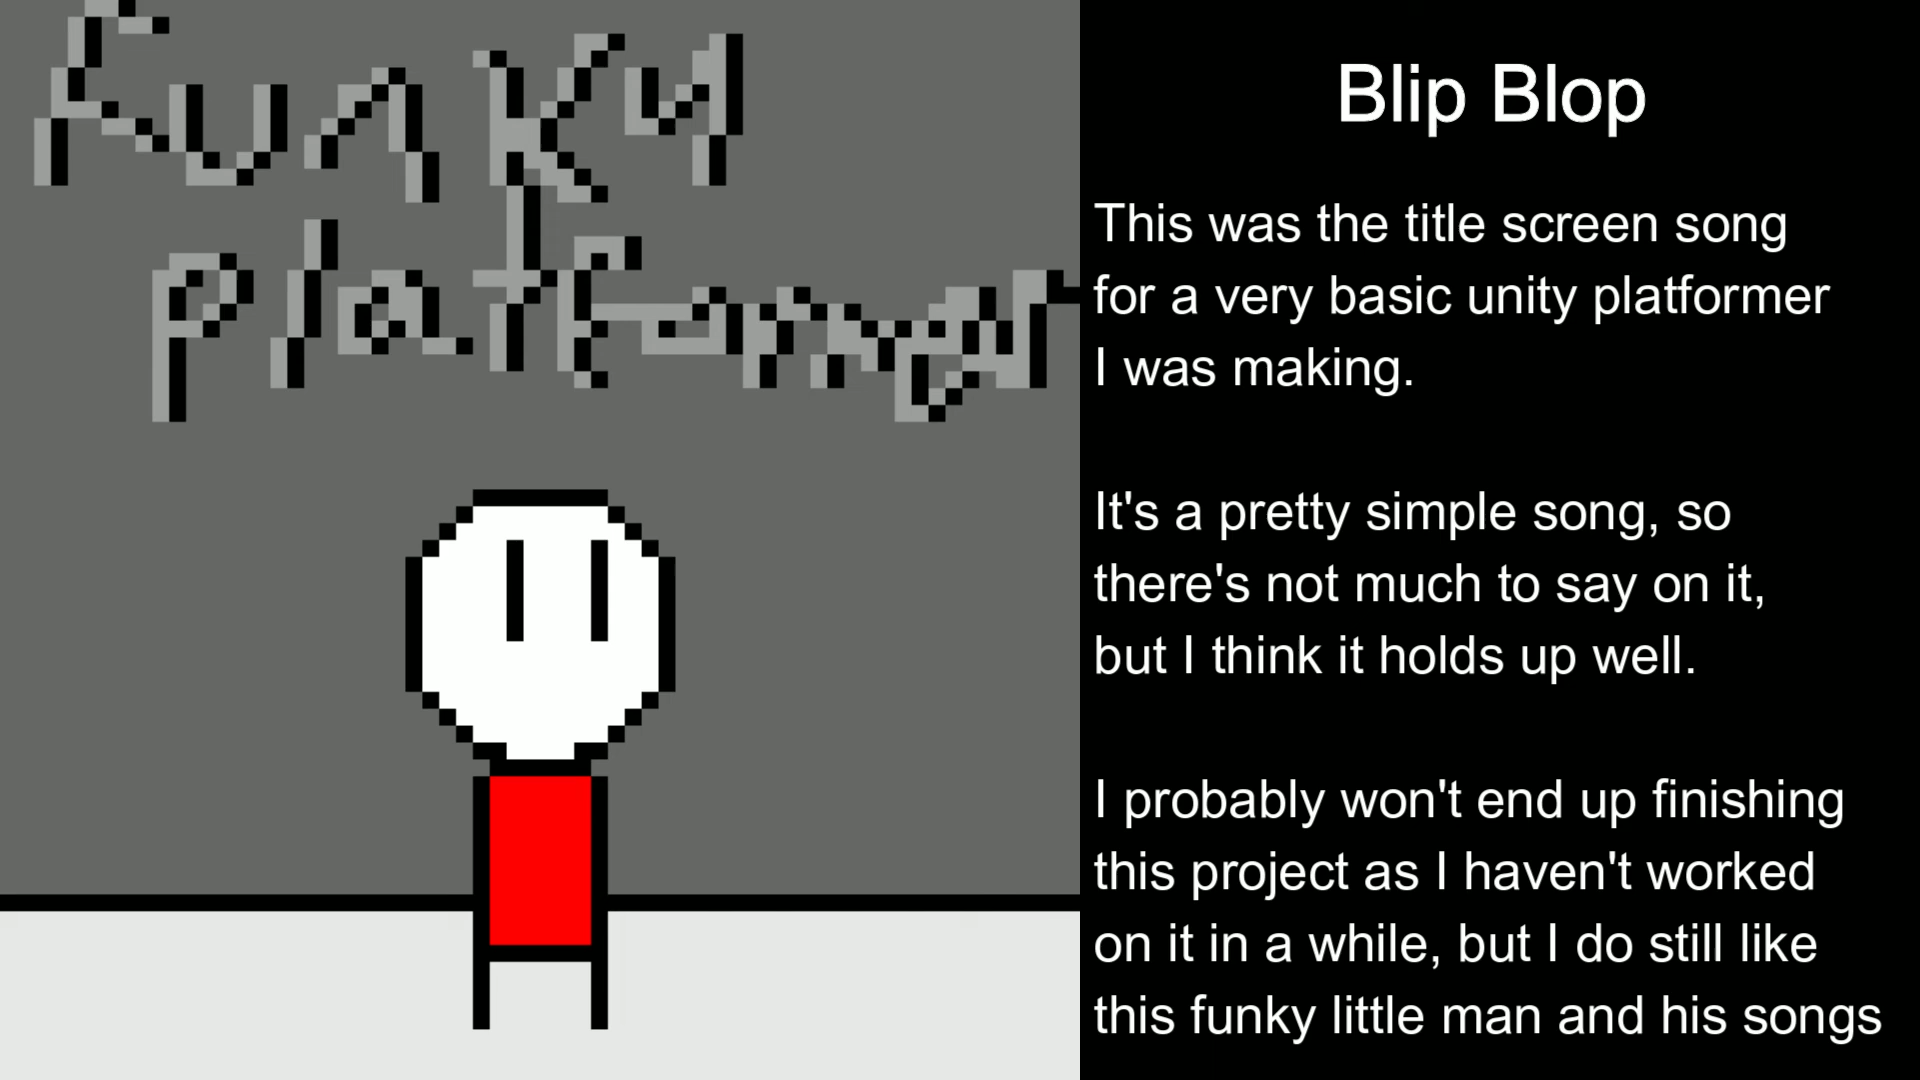 Funky
platformer
Blip Blop
This was the title screen song
for a very basic unity platformer
I was making.
It's a pretty simple song, so
there's not much to say on it,
but I think it holds up well.
I probably won't end up finishing
this project as I haven't worked
on it in a while, but I do still like
this funky little man and his songs